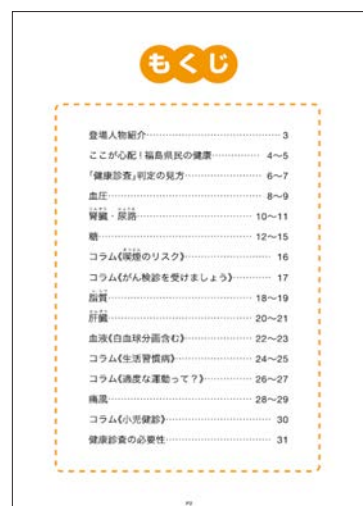 もくじ
登場人物紹介…………………………… 3
ここが心配！福島県民の健康…………… 4～5
「健康診査」判定の見方………………… 6～7
血圧……………………………………… 8～9
腎臓・尿路……………………………… 10～11
糖………………………………………… 12～15
コラム《喫煙のリスク》………………… 16
コラム《がん検診を受けましょう》……… 17
脂質……………………………………… 18～19
肝臓……………………………………… 20～21
血液《白血球分画含む》………………… 22～23
コラム《生活習慣病》…………………… 24～25
コラム《適度な運動って？》…………… 26～27
痛風……………………………………… 28～29
コラム《小児健診》……………………… 30
健康診査の必要性……………………… 31